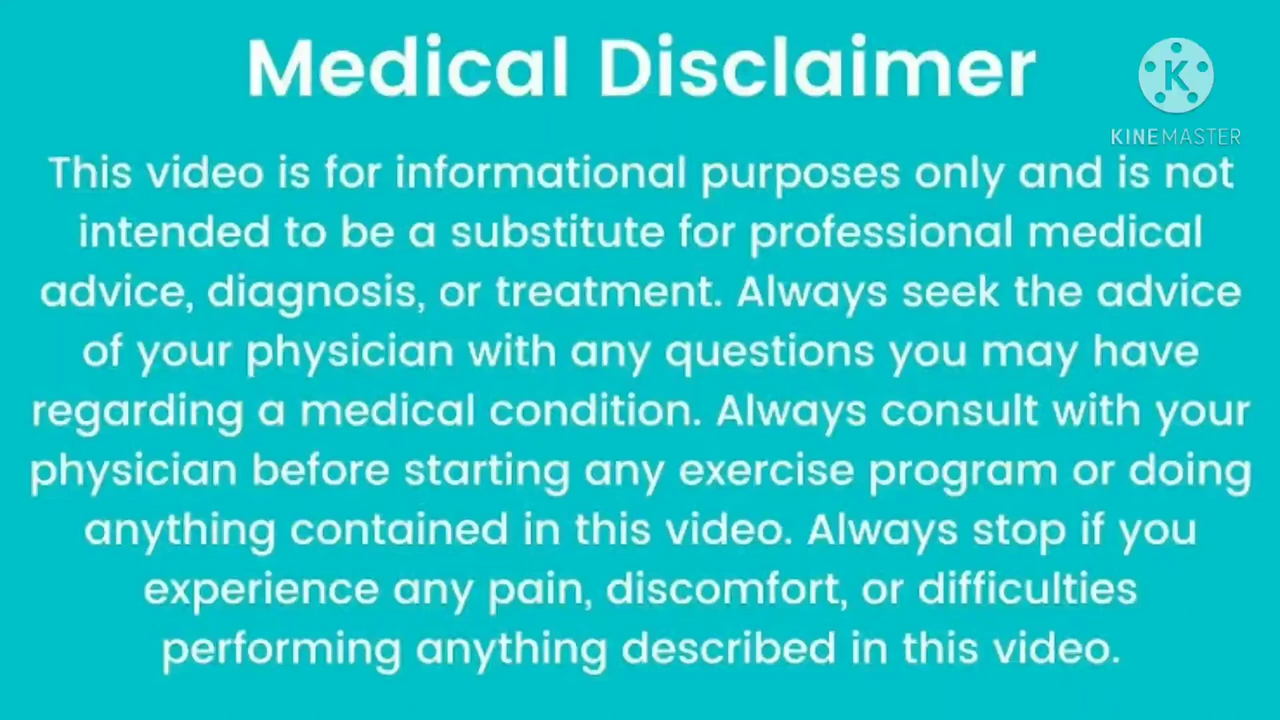 Medical Disclaimer
K
KINEMASTER
This video is for informational purposes only and is not
intended to be a substitute for professional medical
advice, diagnosis, or treatment. Always seek the advice
of your physician with any questions you may have
regarding a medical condition. Always consult with your
physician before starting any exercise program or doing
anything contained in this video. Always stop if you
experience any pain, discomfort, or difficulties
performing anything described in this video.